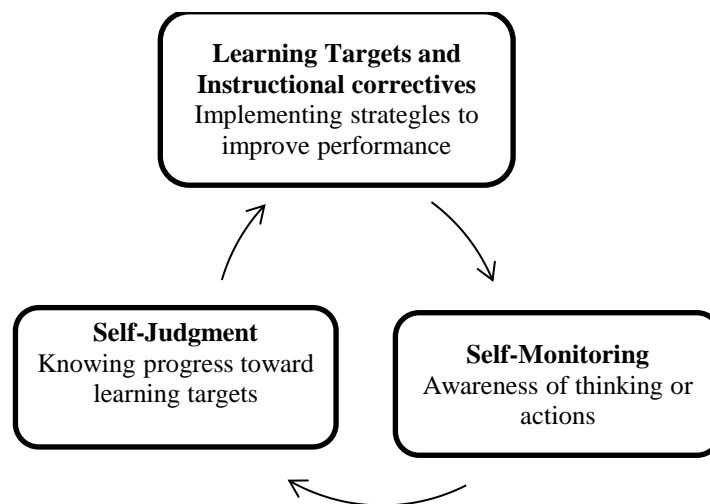 Learning Targets and
Instructional correctives
Implementing strategles to
improve performance
Self-Judgment
Knowing progress toward
learning targets
Self-Monitoring
Awareness of thinking or
actions